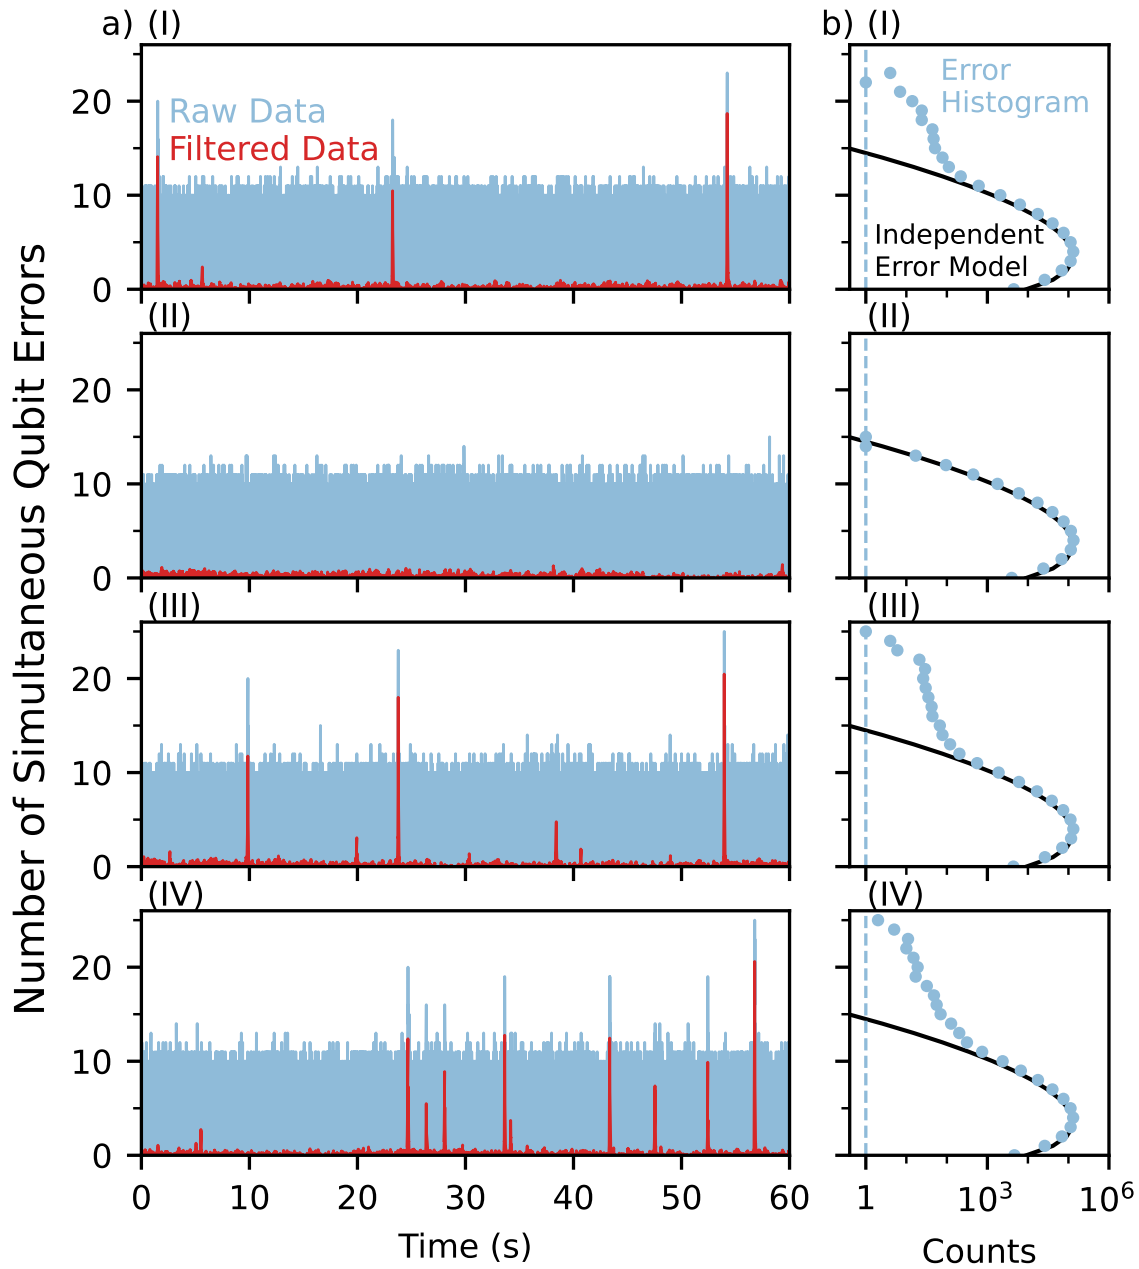 a) (I)
b) (I)
Raw Data
Filtered Data
Error
Histogram
Independent
Error Model
20
10
0
(II)
(II)
20
10
0
(III)
(III)
20
10
0
(IV)
(IV)
20
10
0
0 10 20 30 40 50 60
1 10³ 10⁶
Time (s)
Counts
Number of Simultaneous Qubit Errors